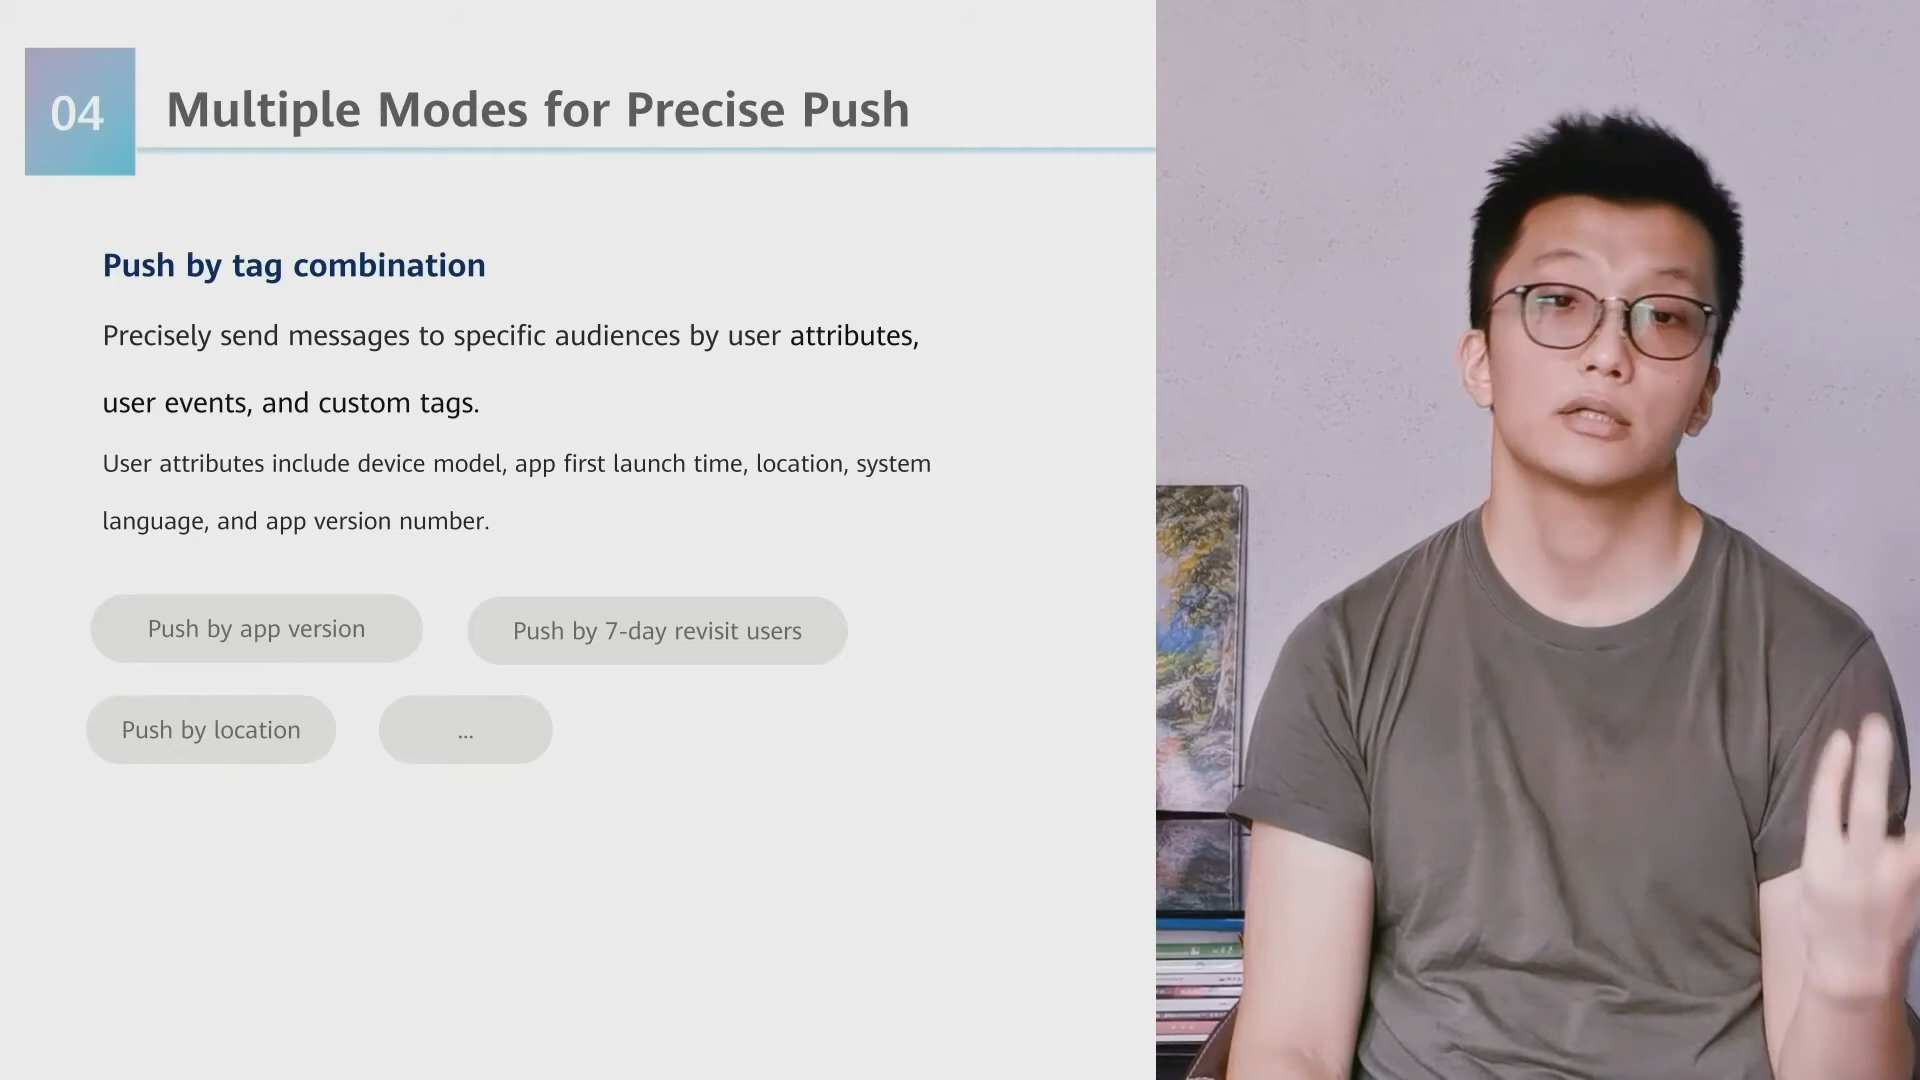 04
Multiple Modes for Precise Push
Push by tag combination
Precisely send messages to specific audiences by user attributes,
user events, and custom tags.
User attributes include device model, app first launch time, location, system
language, and app version number.
Push by app version
Push by 7-day revisit users
Push by location
...